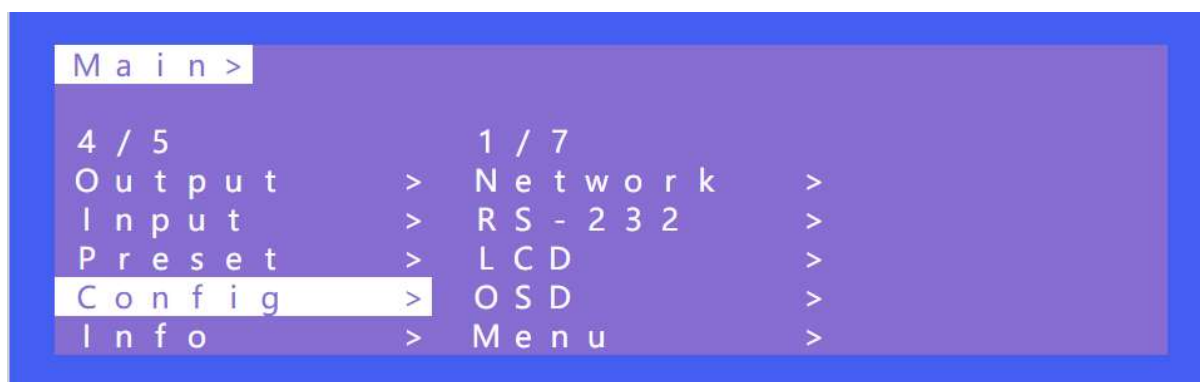 Main>
4/5 1/7
Output > Network >
Input > RS-232 >
Preset > LCD >
Config > OSD >
Info > Menu >